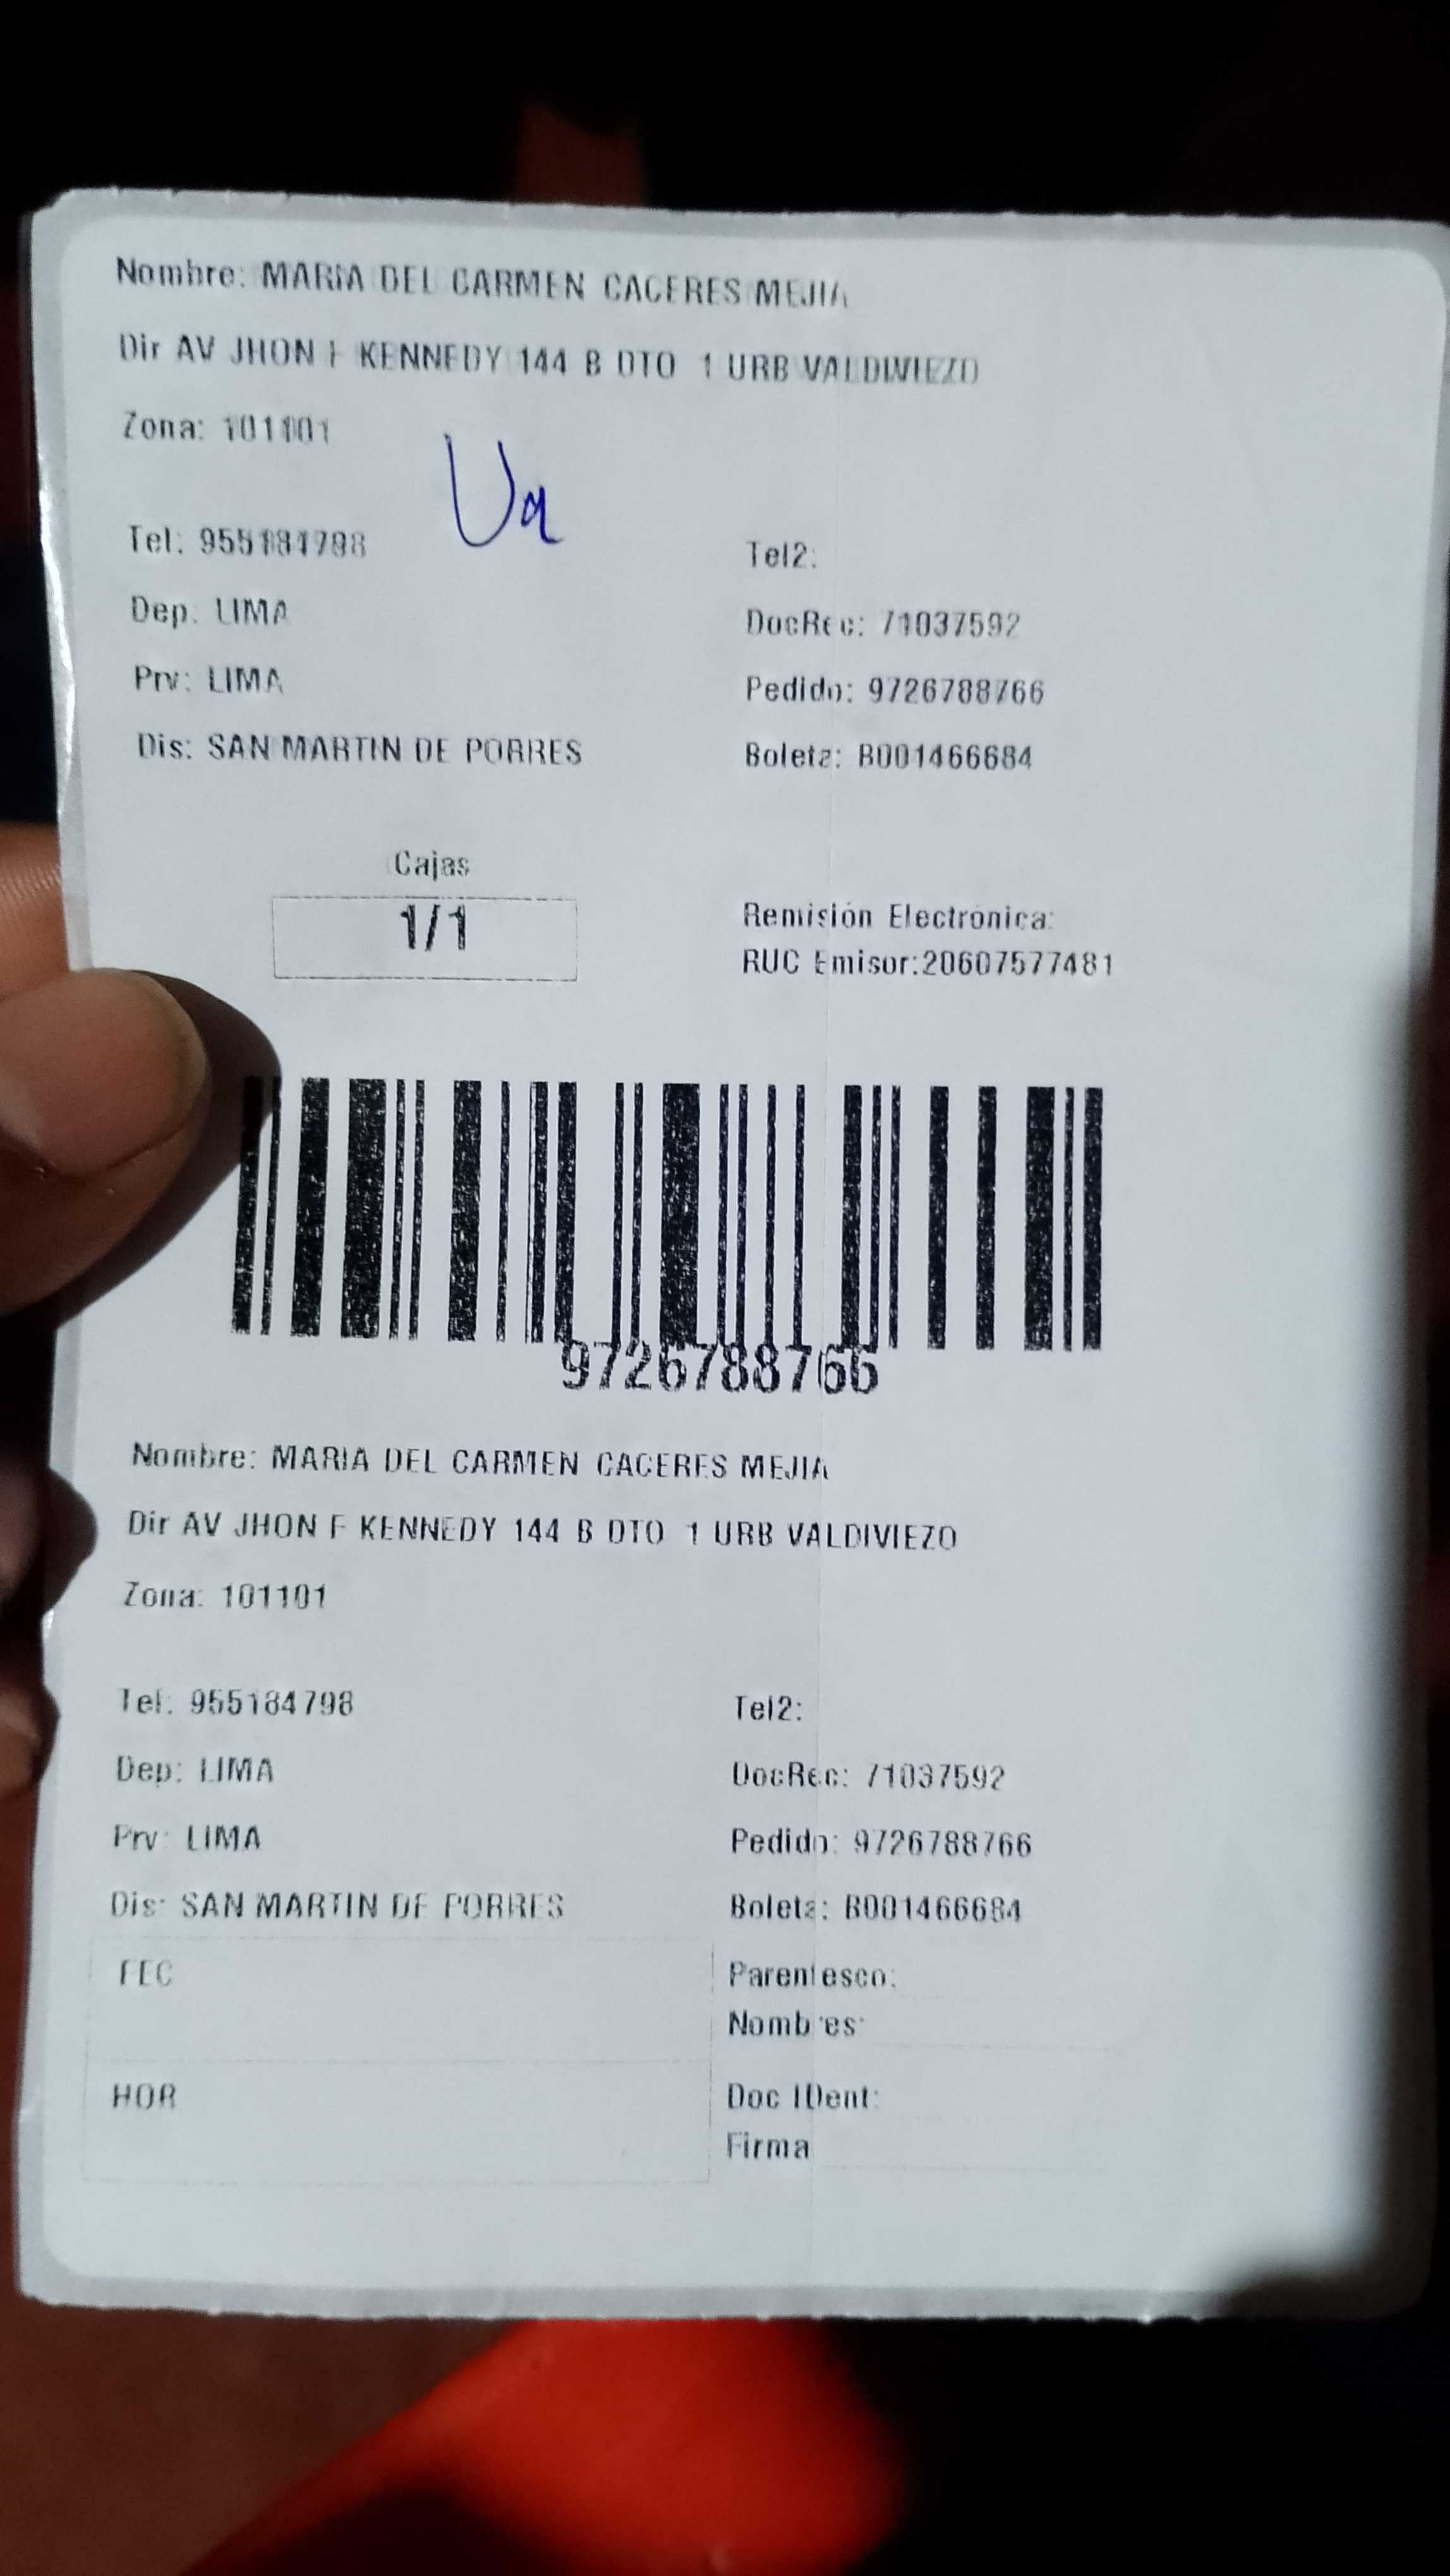 Nombre: MARIA DEL CARMEN CACERES MEJIA
Dir AV JHON F KENNEDY 144 B DTO 1 URB VALDIVIEZO
Zona: 101101
Tel: 955184798 Tel2:
Dep: LIMA DocRec: 71037592
Prv: LIMA Pedido: 9726788766
Dis: SAN MARTIN DE PORRES Boleta: B001466684
Cajas
1/1
Remisión Electrónica:
RUC Emisor:20607577481
9726788766
Nombre: MARIA DEL CARMEN CACERES MEJIA
Dir AV JHON F KENNEDY 144 B DTO 1 URB VALDIVIEZO
Zona: 101101
Tel: 955184798 Tel2:
Dep: LIMA DocRec: 71037592
Prv: LIMA Pedido: 9726788766
Dis: SAN MARTIN DE PORRES Boleta: B001466684
FEC Parentesco:
Nombres:
HOR Doc IDent:
Firma